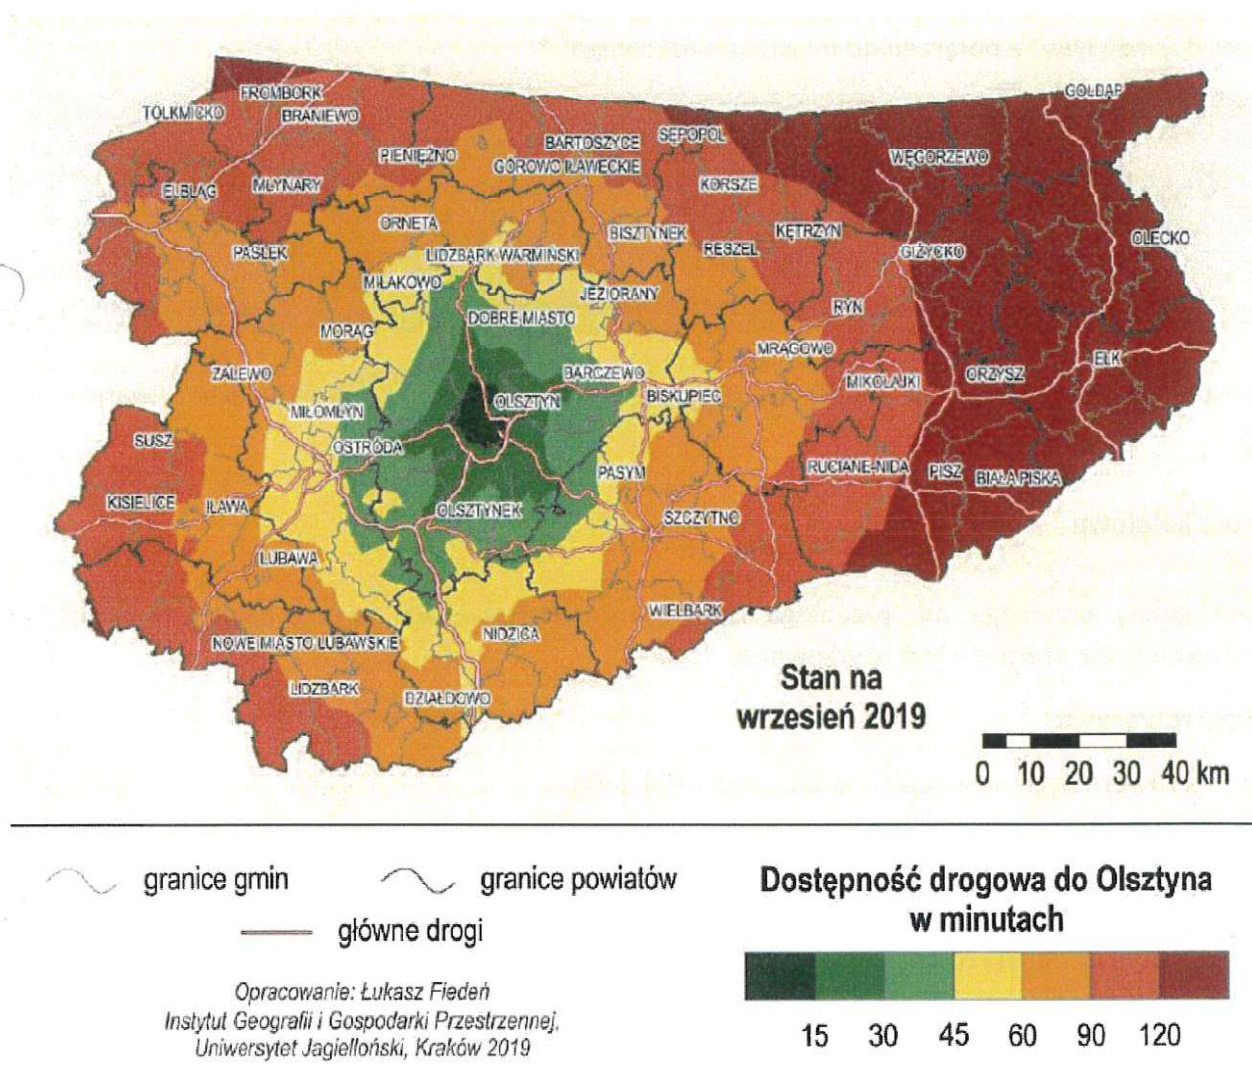 FROMBORK
TOLKMICKO
BRANIEWO
GOŁDAP
SĘPOPOL
BARTOSZYCE
PIENIĘŻNO
GÓROWO IŁAWECKIE
WĘGORZEWO
ELBLĄG
MŁYNARY
KORSZE
ORNETA
BISZTYNEK
KĘTRZYN
OLECKO
PASŁĘK
LIDZBARK WARMIŃSKI
RESZEL
GIŻYCKO
MIŁAKOWO
JEZIORANY
RYN
MORĄG
DOBRE MIASTO
MRĄGOWO
EŁK
ZALEWO
BARCZEWO
MIKOŁAJKI
ORZYSZ
OLSZTYN
BISKUPIEC
MIŁOMŁYN
SUSZ
OSTRÓDA
PASYM
RUCIANE-NIDA
PISZ
BIAŁA PISKA
KISIELICE
IŁAWA
OLSZTYNEK
SZCZYTNO
LUBAWA
WIELBARK
NOWE MIASTO LUBAWSKIE
NIDZICA
LIDZBARK
DZIAŁDOWO
Stan na
wrzesień 2019
0 10 20 30 40 km
granice gmin
granice powiatów
główne drogi
Opracowanie: Łukasz Fiedeń
Instytut Geografii i Gospodarki Przestrzennej,
Uniwersytet Jagielloński, Kraków 2019
Dostępność drogowa do Olsztyna
w minutach
15 30 45 60 90 120